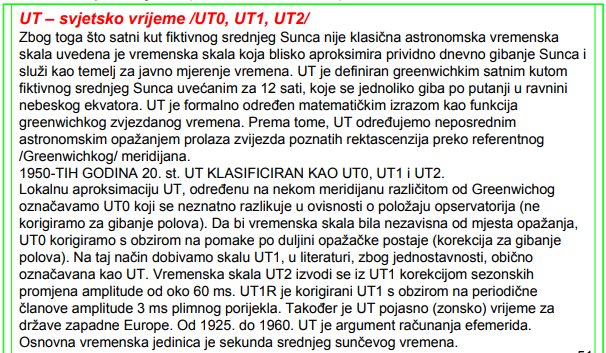 UT – svjetsko vrijeme /UT0, UT1, UT2/
Zbog toga što satni kut fiktivnog srednjeg Sunca nije klasična astronomska vremenska
skala uvedena je vremenska skala koja blisko aproksimira prividno dnevno gibanje Sunca i
služi kao temelj za javno mjerenje vremena. UT je definiran greenwichkim satnim kutom
fiktivnog srednjeg Sunca uvećanim za 12 sati, koje se jednoliko giba po putanji u ravnini
nebeskog ekvatora. UT je formalno određen matematičkim izrazom kao funkcija
greenwichkog zvjezdanog vremena. Prema tome, UT određujemo neposrednim
astronomskim opažanjem prolaza zvijezda poznatih rektascenzija preko referentnog
/Greenwichkog/ meridijana.
1950-TIH GODINA 20. st. UT KLASIFICIRAN KAO UT0, UT1 i UT2.
Lokalnu aproksimaciju UT, određenu na nekom meridijanu različitom od Greenwichog
označavamo UT0 koji se neznatno razlikuje u ovisnosti o položaju opservatorija (ne
korigiramo za gibanje polova). Da bi vremenska skala bila nezavisna od mjesta opažanja,
UT0 korigiramo s obzirom na pomake po duljini opažačke postaje (korekcija za gibanje
polova). Na taj način dobivamo skalu UT1, u literaturi, zbog jednostavnosti, obično
označavana kao UT. Vremenska skala UT2 izvodi se iz UT1 korekcijom sezonskih
promjena amplitude od oko 60 ms. UT1R je korigirani UT1 s obzirom na periodične
članove amplitude 3 ms plimnog porijekla. Također je UT pojasno (zonsko) vrijeme za
države zapadne Europe. Od 1925. do 1960. UT je argument računanja efemerida.
Osnovna vremenska jedinica je sekunda srednjeg sunčevog vremena.